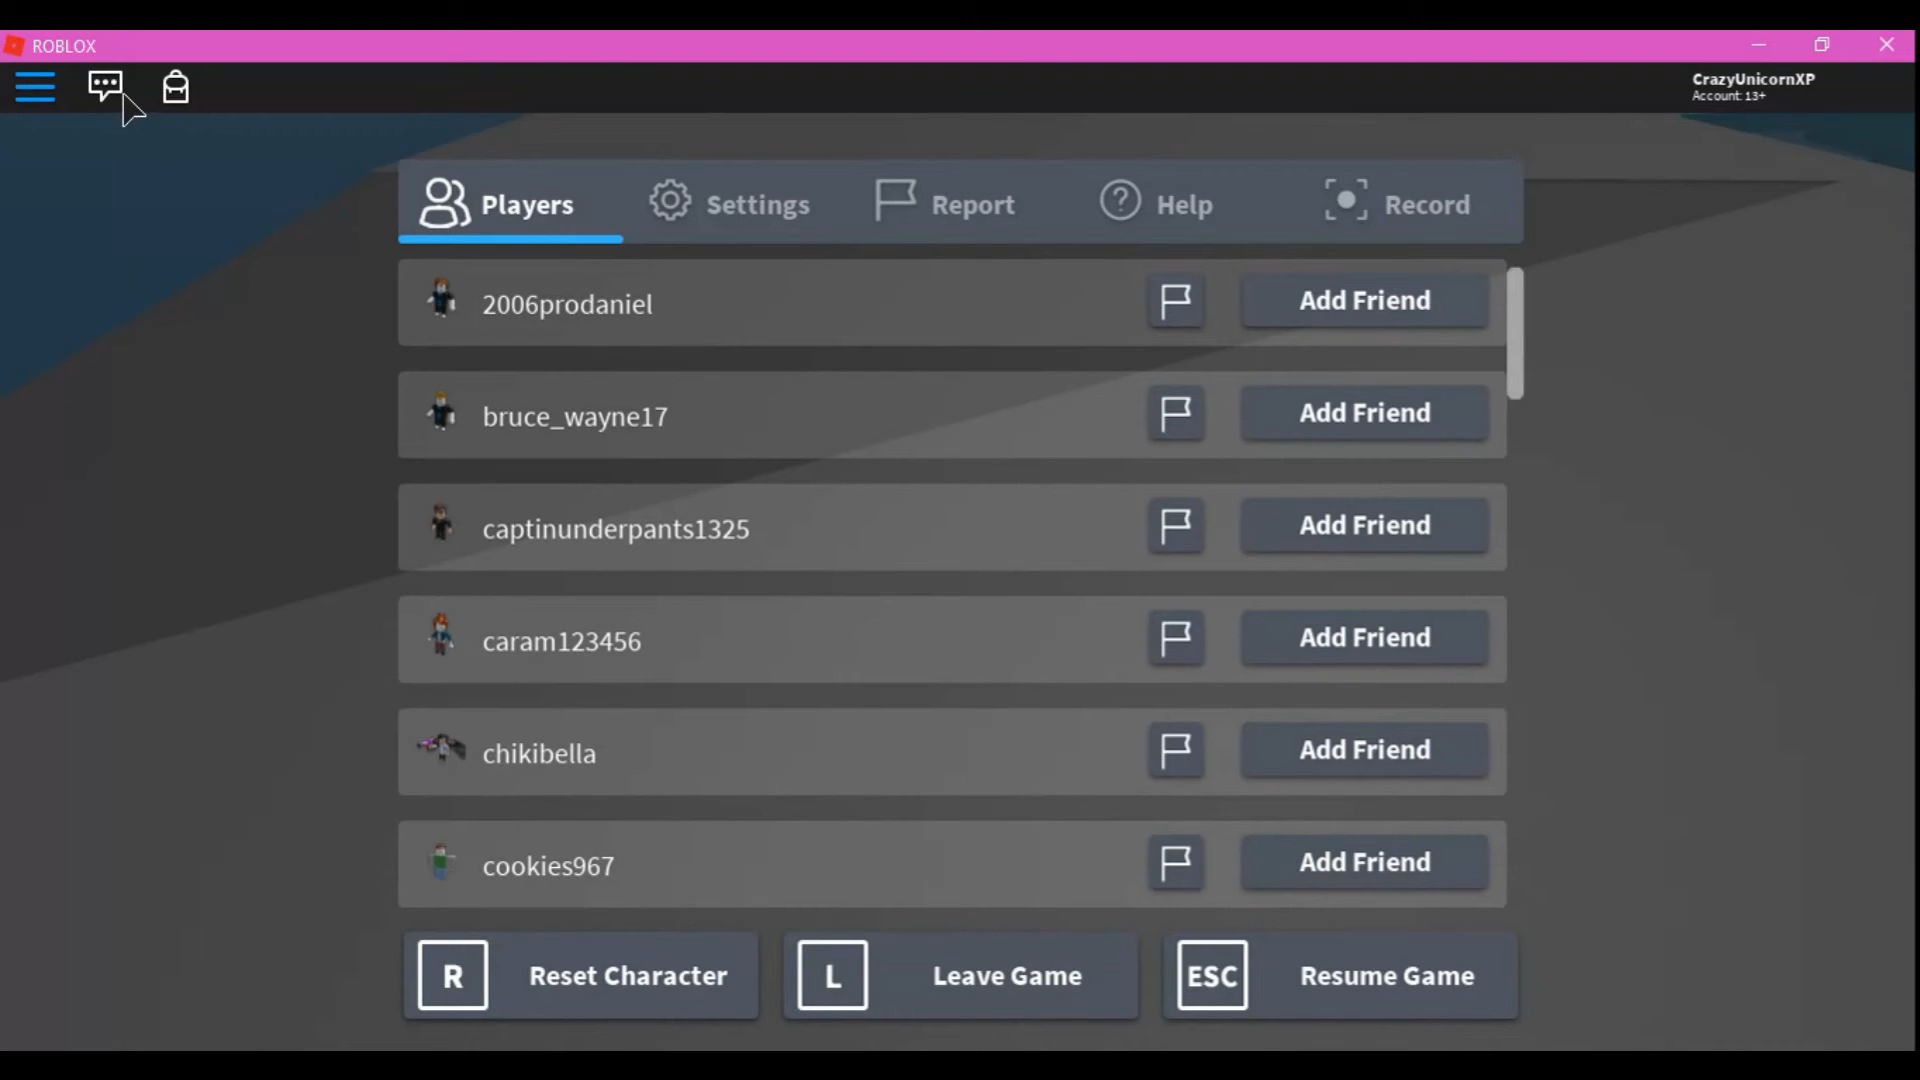 ROBLOX
CrazyUnicornXP
Account: 13+
Players Settings Report Help Record
2006prodaniel Add Friend
bruce_wayne17 Add Friend
captinunderpants1325 Add Friend
caram123456 Add Friend
chikibella Add Friend
cookies967 Add Friend
R Reset Character L Leave Game ESC Resume Game